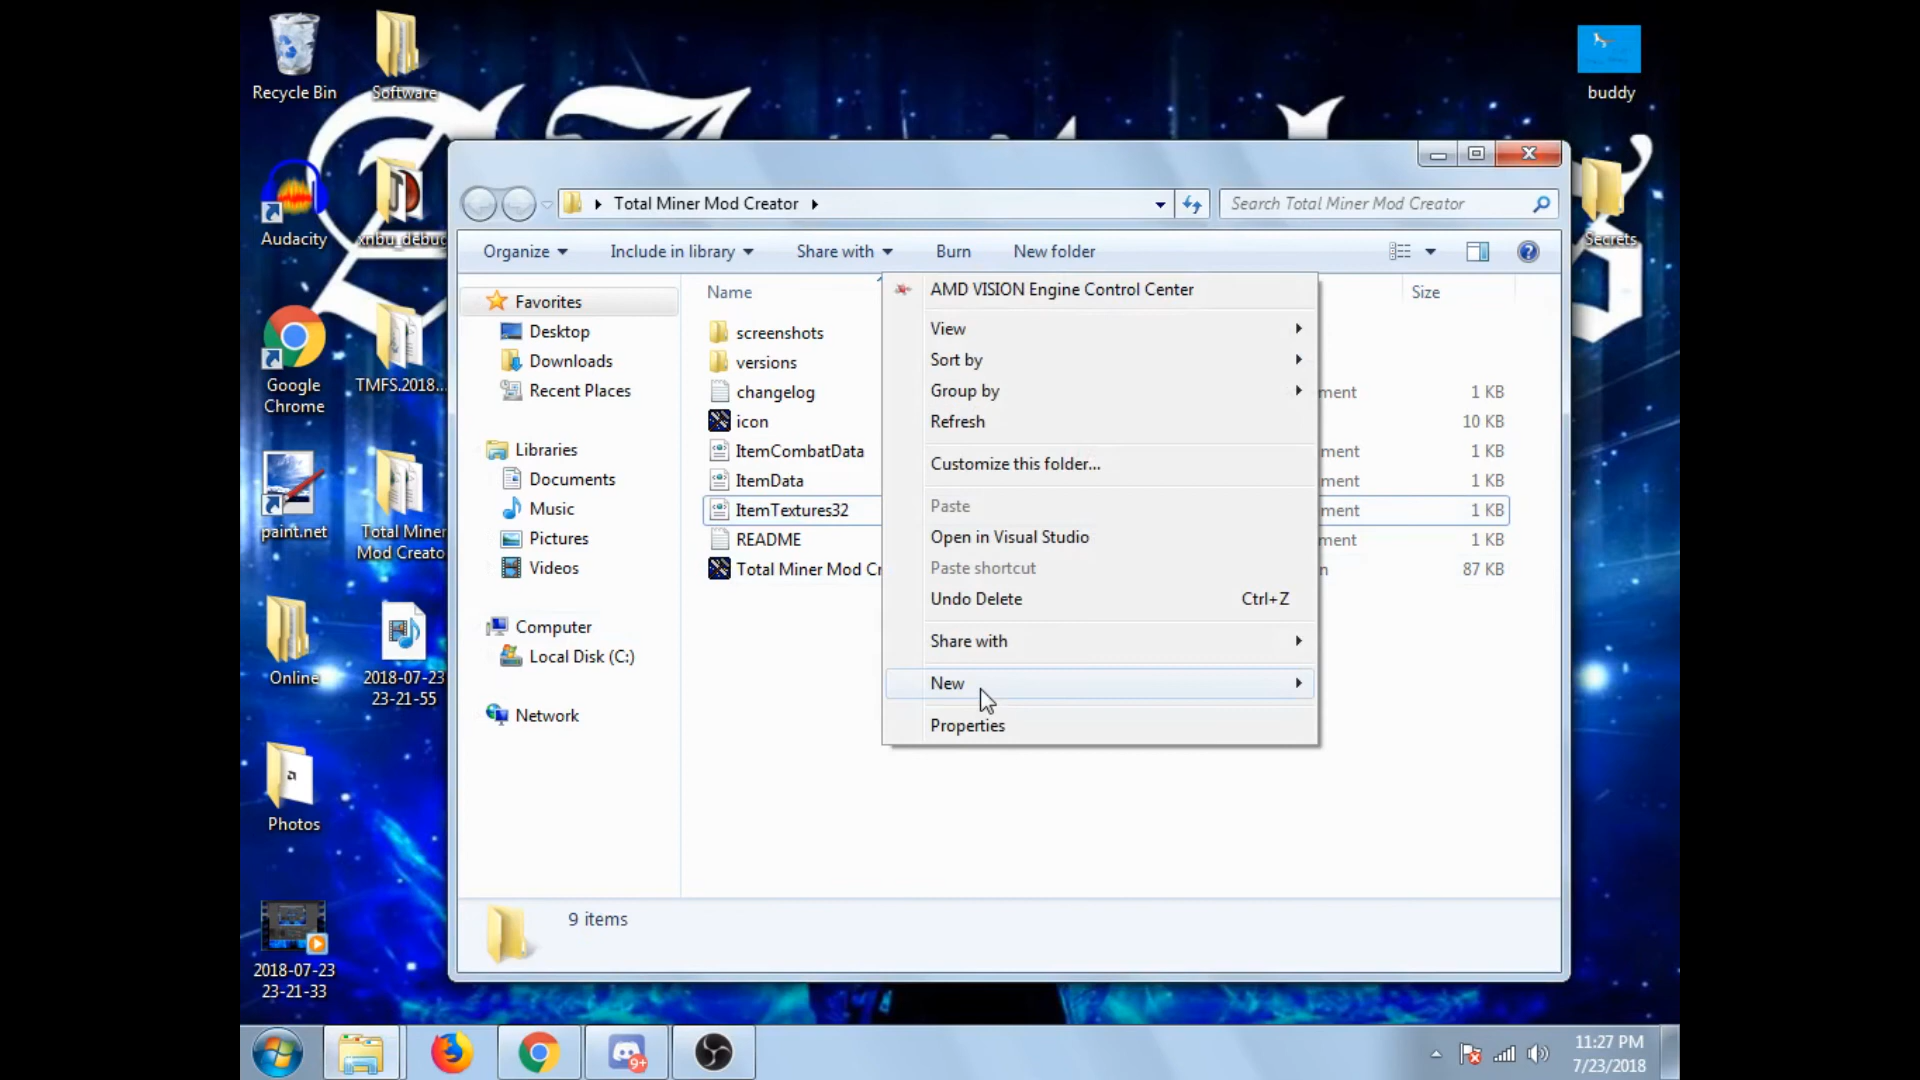 Recycle Bin
Software
buddy
Audacity
xnbu_debug
Secrets
Google
Chrome
TMFS.2018...
paint.net
Total Miner
Mod Creato
Online
2018-07-23
23-21-55
Photos
2018-07-23
23-21-33
Total Miner Mod Creator
Search Total Miner Mod Creator
Organize
Include in library
Share with
Burn
New folder
Favorites
Desktop
Downloads
Recent Places
Libraries
Documents
Music
Pictures
Videos
Computer
Local Disk (C:)
Network
Name
Size
screenshots
versions
changelog
ment
1 KB
icon
10 KB
ItemCombatData
ment
1 KB
ItemData
ment
1 KB
ItemTextures32
ment
1 KB
README
ment
1 KB
Total Miner Mod Cr
n
87 KB
AMD VISION Engine Control Center
View
Sort by
Group by
Refresh
Customize this folder...
Paste
Open in Visual Studio
Paste shortcut
Undo Delete Ctrl+Z
Share with
New
Properties
9 items
9+
11:27 PM
7/23/2018